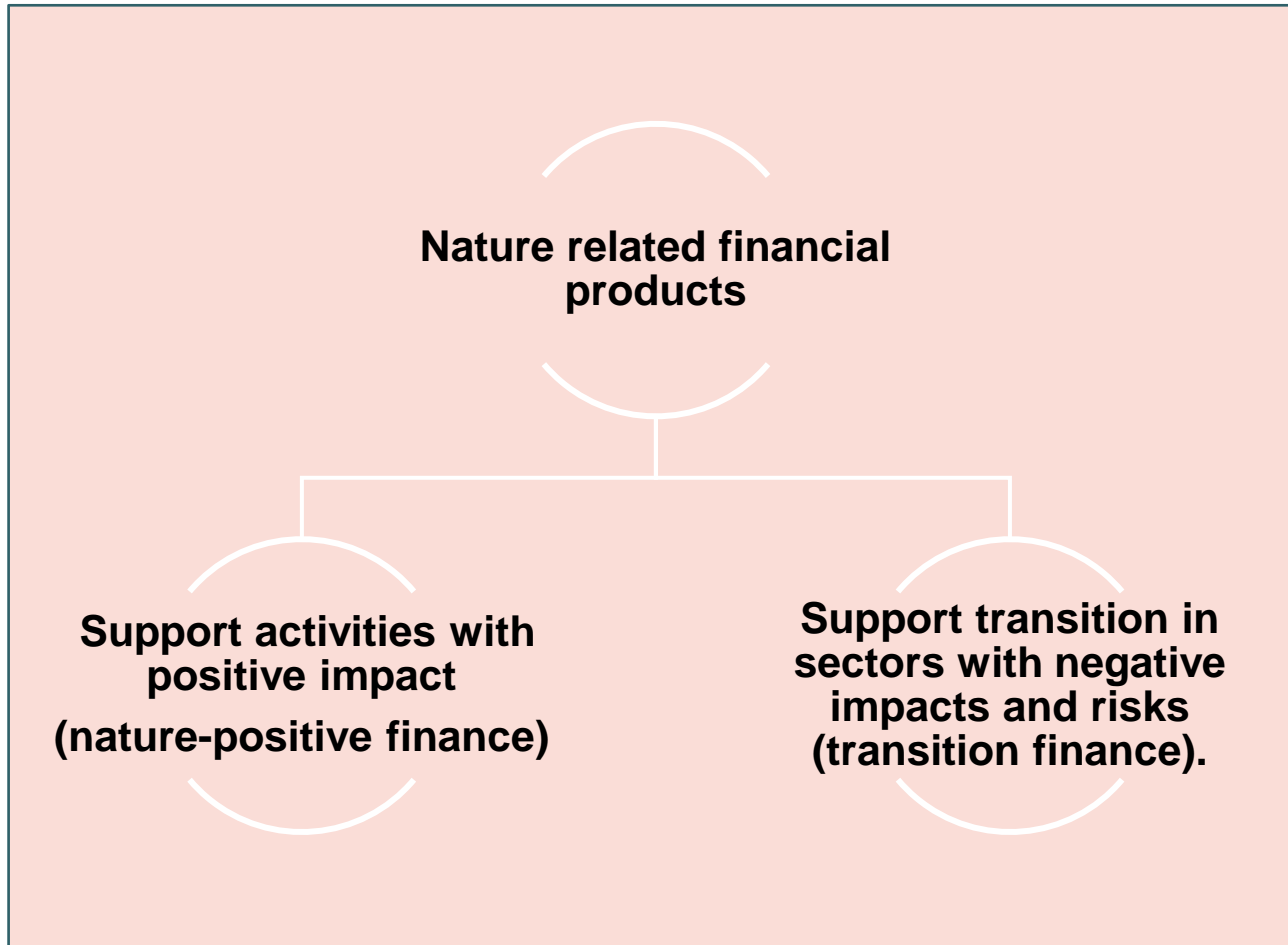 Nature related financial
products
Support activities with
positive impact
(nature-positive finance)
Support transition in
sectors with negative
impacts and risks
(transition finance).